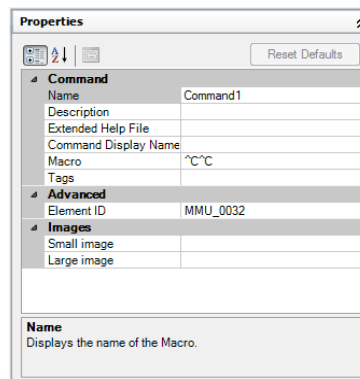 Properties
Reset Defaults
Command
Name Command1
Description
Extended Help File
Command Display Name
Macro ^C^C
Tags
Advanced
Element ID MMU_0032
Images
Small image
Large image
Name
Displays the name of the Macro.